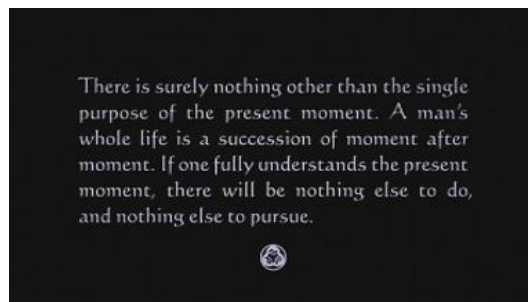 There is surely nothing other than the single
purpose of the present moment. A man's
whole life is a succession of moment after
moment. If one fully understands the present
moment, there will be nothing else to do,
and nothing else to pursue.